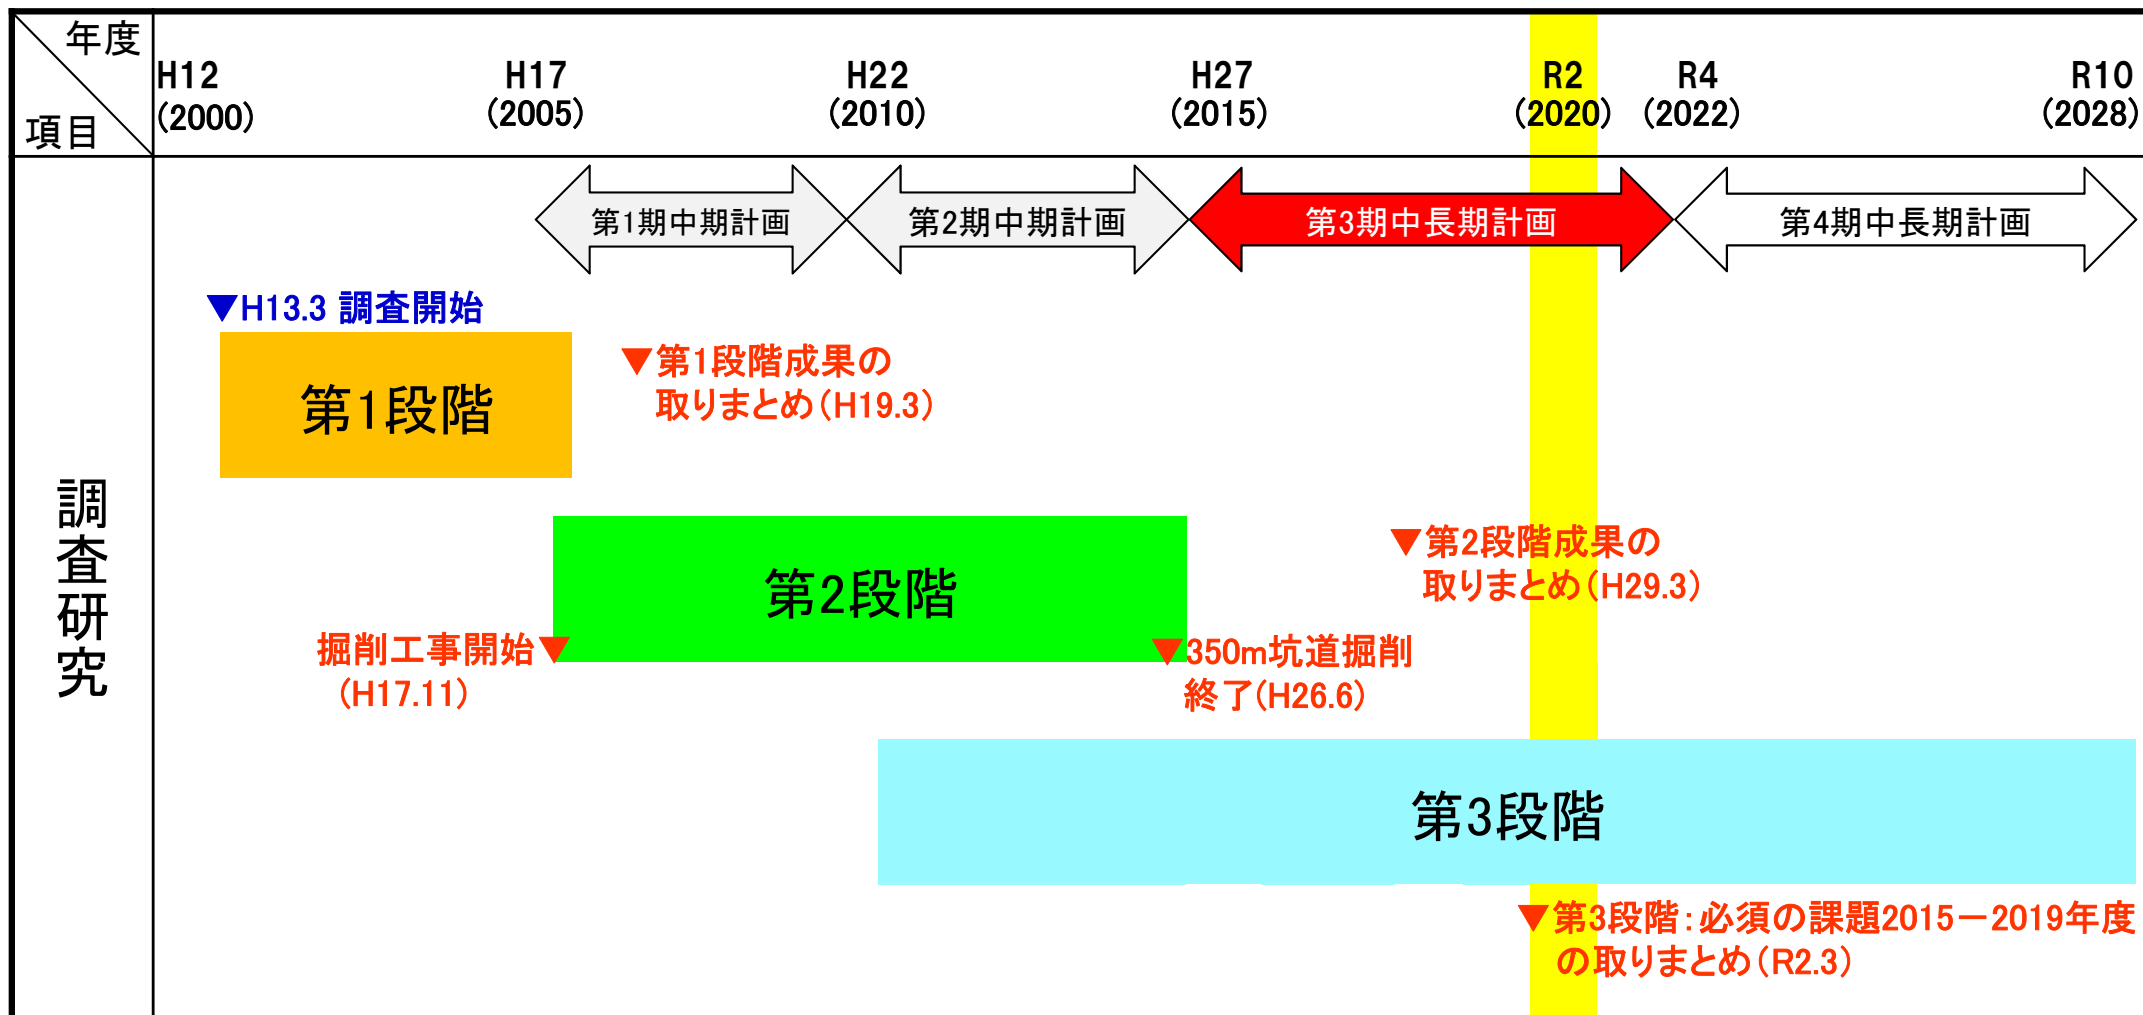 年度
項目
H12
(2000)
H17
(2005)
H22
(2010)
H27
(2015)
R2
(2020)
R4
(2022)
R10
(2028)
第1期中期計画
第2期中期計画
第3期中長期計画
第4期中長期計画
調査研究
▼H13.3 調査開始
第1段階
▼第1段階成果の
取りまとめ(H19.3)
第2段階
▼第2段階成果の
取りまとめ(H29.3)
掘削工事開始▼
(H17.11)
▼350m坑道掘削
終了(H26.6)
第3段階
▼第3段階:必須の課題2015－2019年度
の取りまとめ(R2.3)